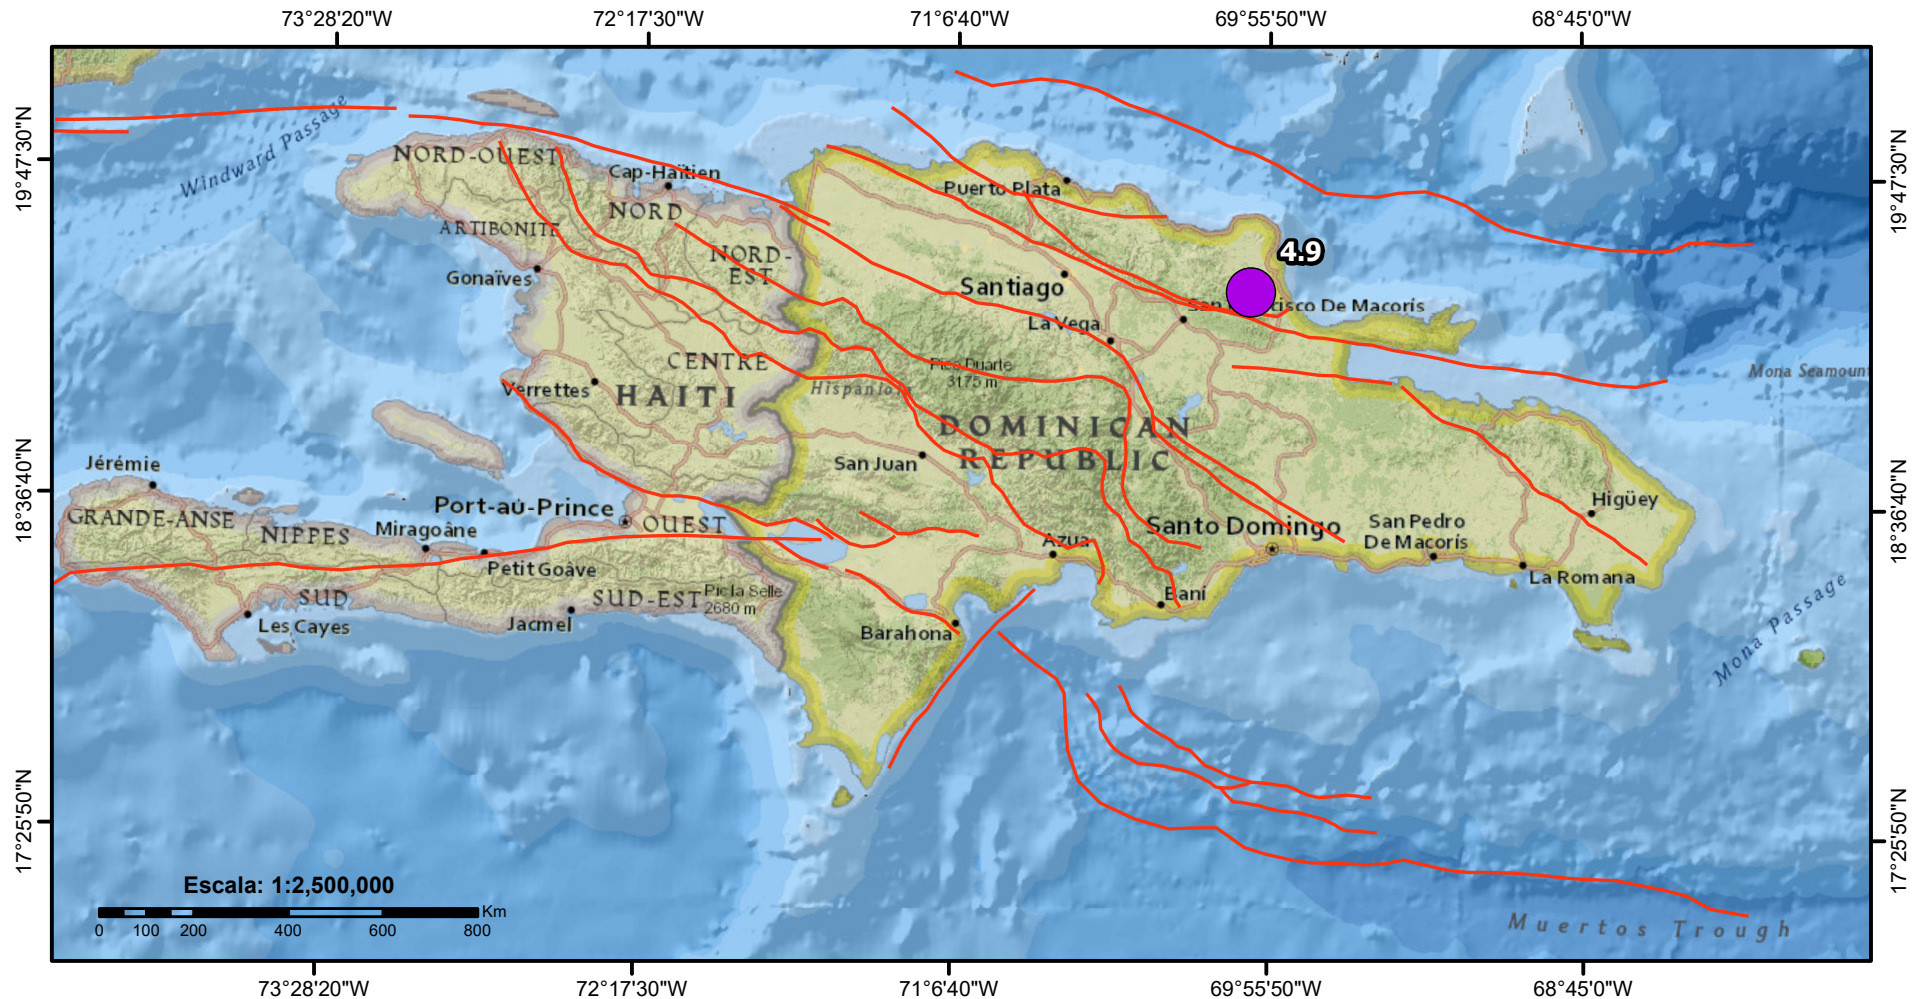 73°28'20"W
72°17'30"W
71°6'40"W
69°55'50"W
68°45'0"W
19°47'30"N
18°36'40"N
17°25'50"N
19°47'30"N
18°36'40"N
17°25'50"N
Windward Passage
NORD-OUEST
Cap-Haïtien
NORD
ARTIBONITE
NORD-
EST
Gonaïves
Puerto Plata
4.9
Santiago
La Vega
San
cisco De Macorís
CENTRE
Pico Duarte
3175 m
Mona Seamount
Verrettes
HAITI
Hispaniola
DOMINICAN
REPUBLIC
San Juan
Jérémie
Port-au-Prince
GRANDE-ANSE
NIPPES
Miragoâne
OUEST
Santo Domingo
San Pedro
De Macorís
Higüey
Azua
Petit Goâve
La Romana
SUD
SUD-EST
Pic la Selle
2680 m
Baní
Les Cayes
Jacmel
Barahona
Mona Passage
Escala: 1:2,500,000
Km
0 100 200 400 600 800
Muertos Trough
73°28'20"W
72°17'30"W
71°6'40"W
69°55'50"W
68°45'0"W